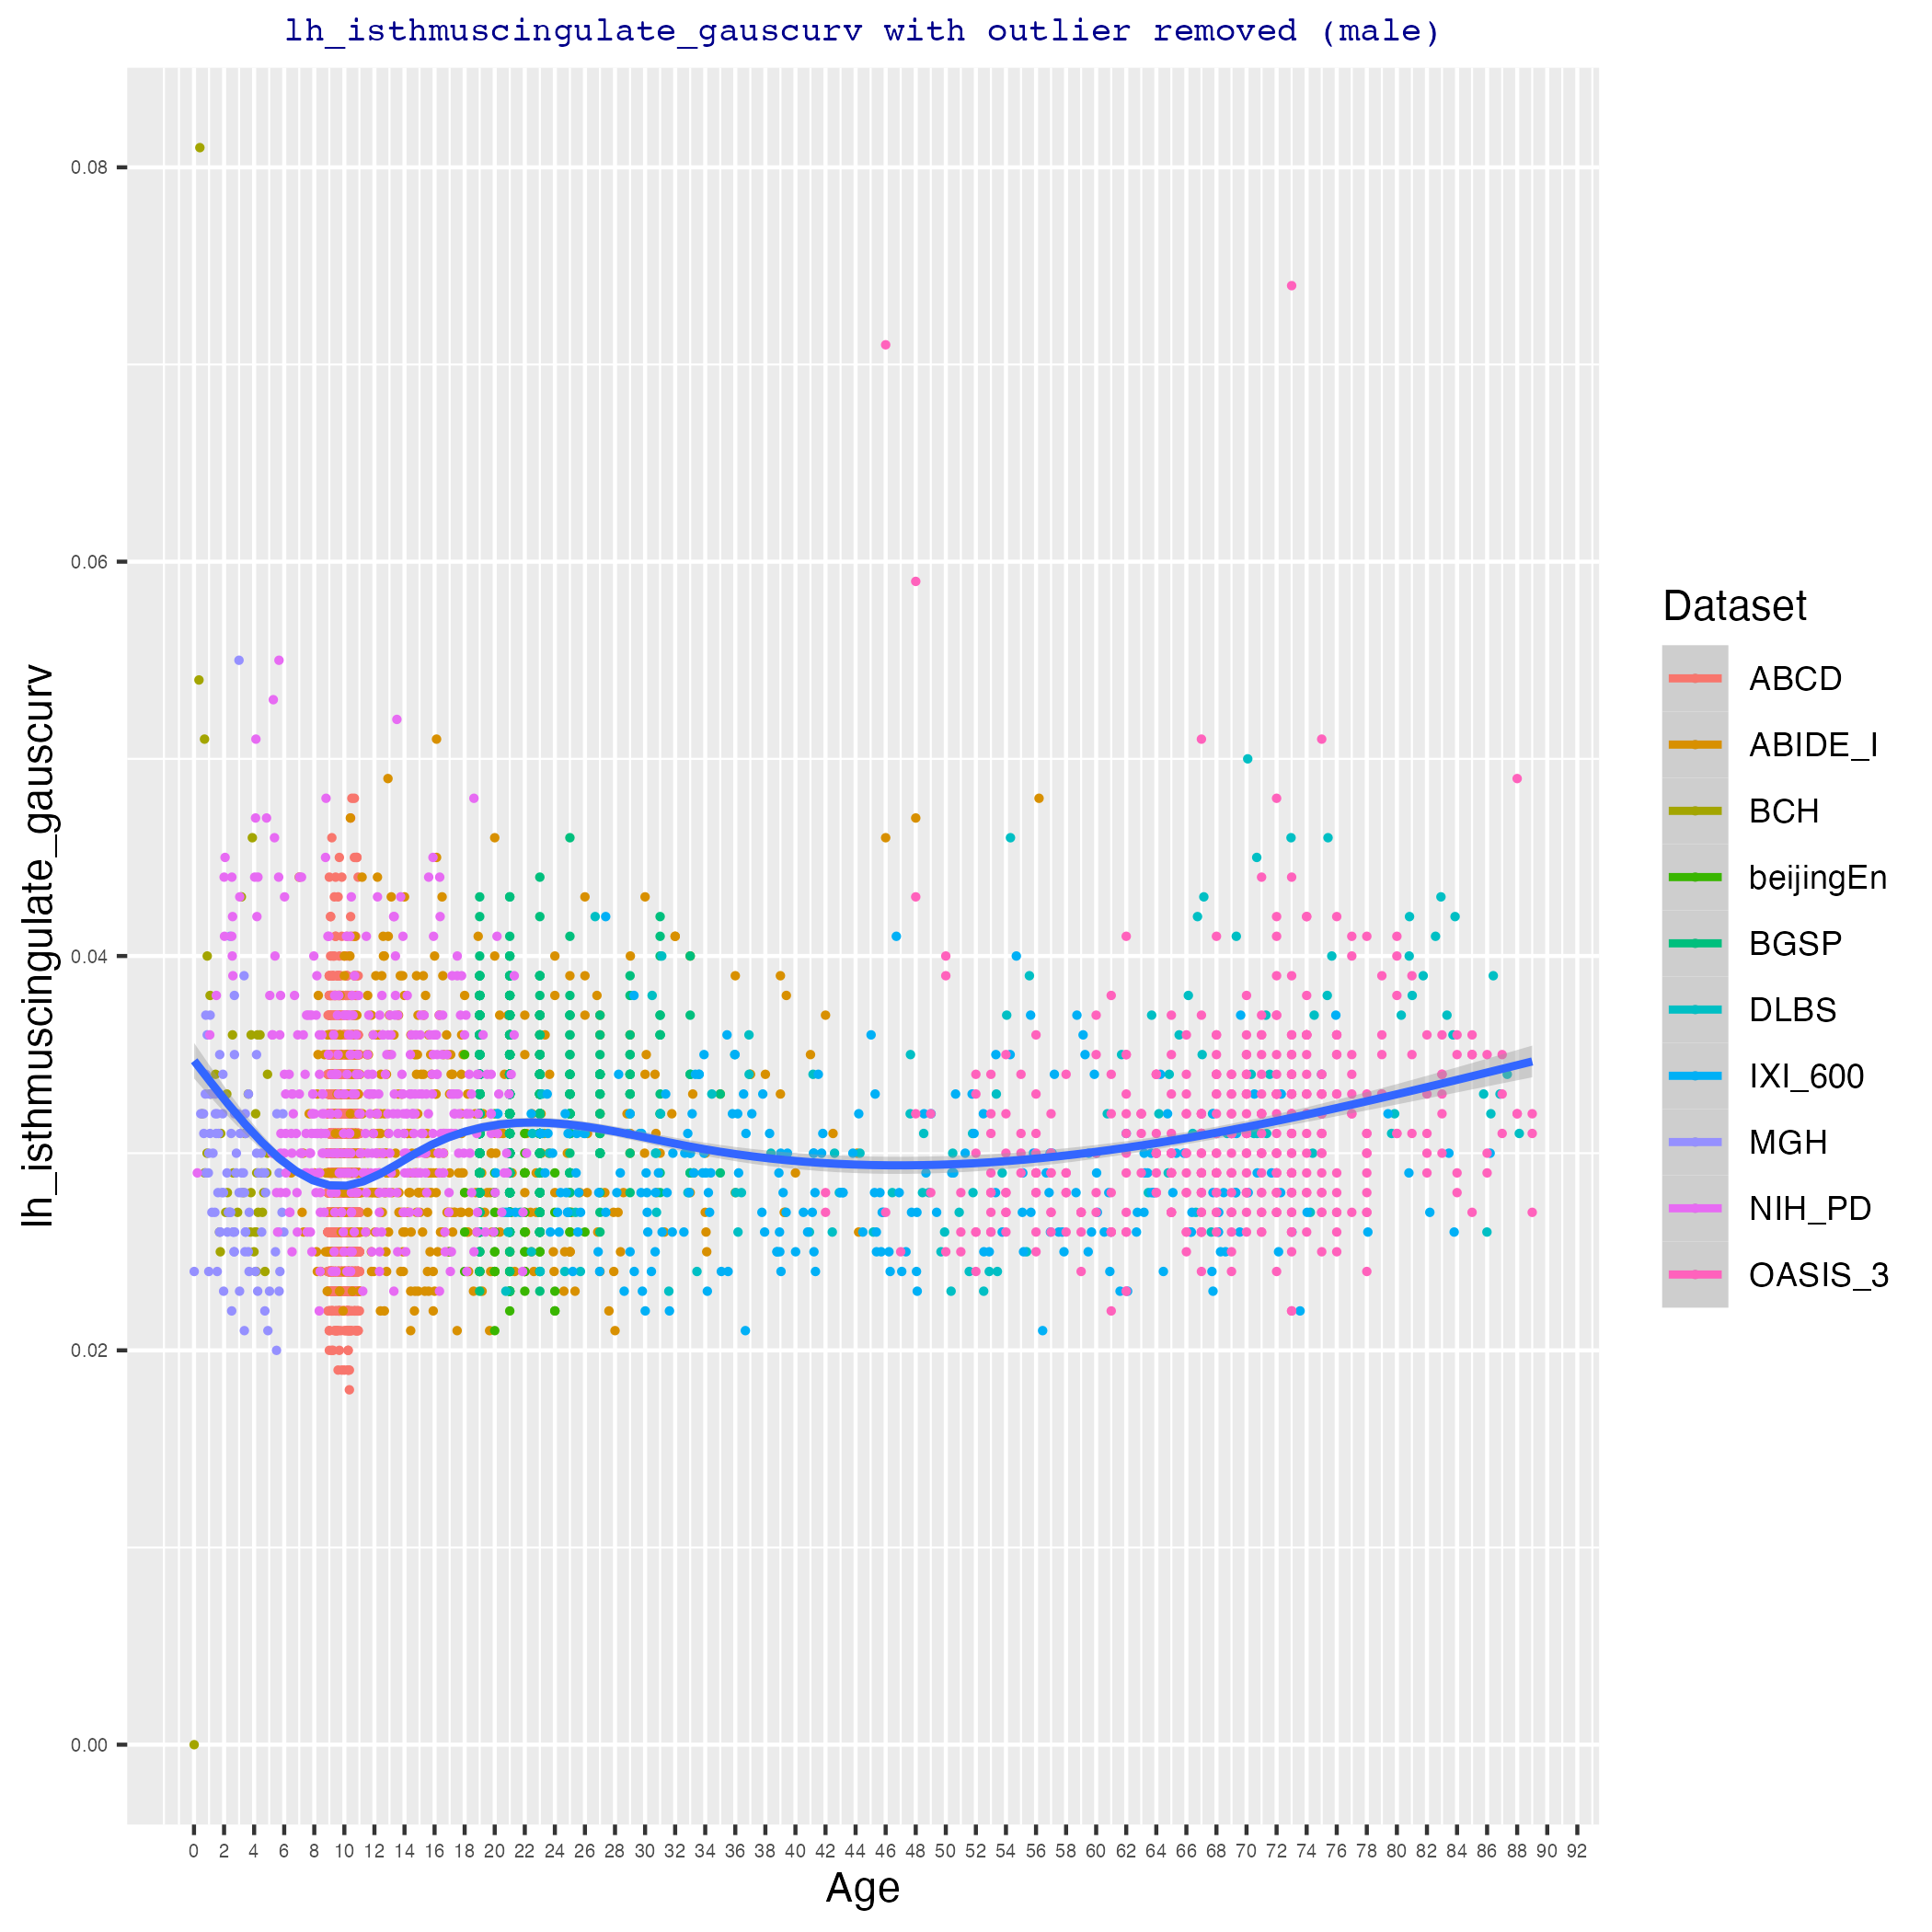 lh_isthmuscingulate_gauscurv with outlier removed (male)
lh_isthmuscingulate_gauscurv
0.08
0.06
0.04
0.02
0.00
0 2 4 6 8 10 12 14 16 18 20 22 24 26 28 30 32 34 36 38 40 42 44 46 48 50 52 54 56 58 60 62 64 66 68 70 72 74 76 78 80 82 84 86 88 90 92
Age
Dataset
ABCD
ABIDE_I
BCH
beijingEn
BGSP
DLBS
IXI_600
MGH
NIH_PD
OASIS_3